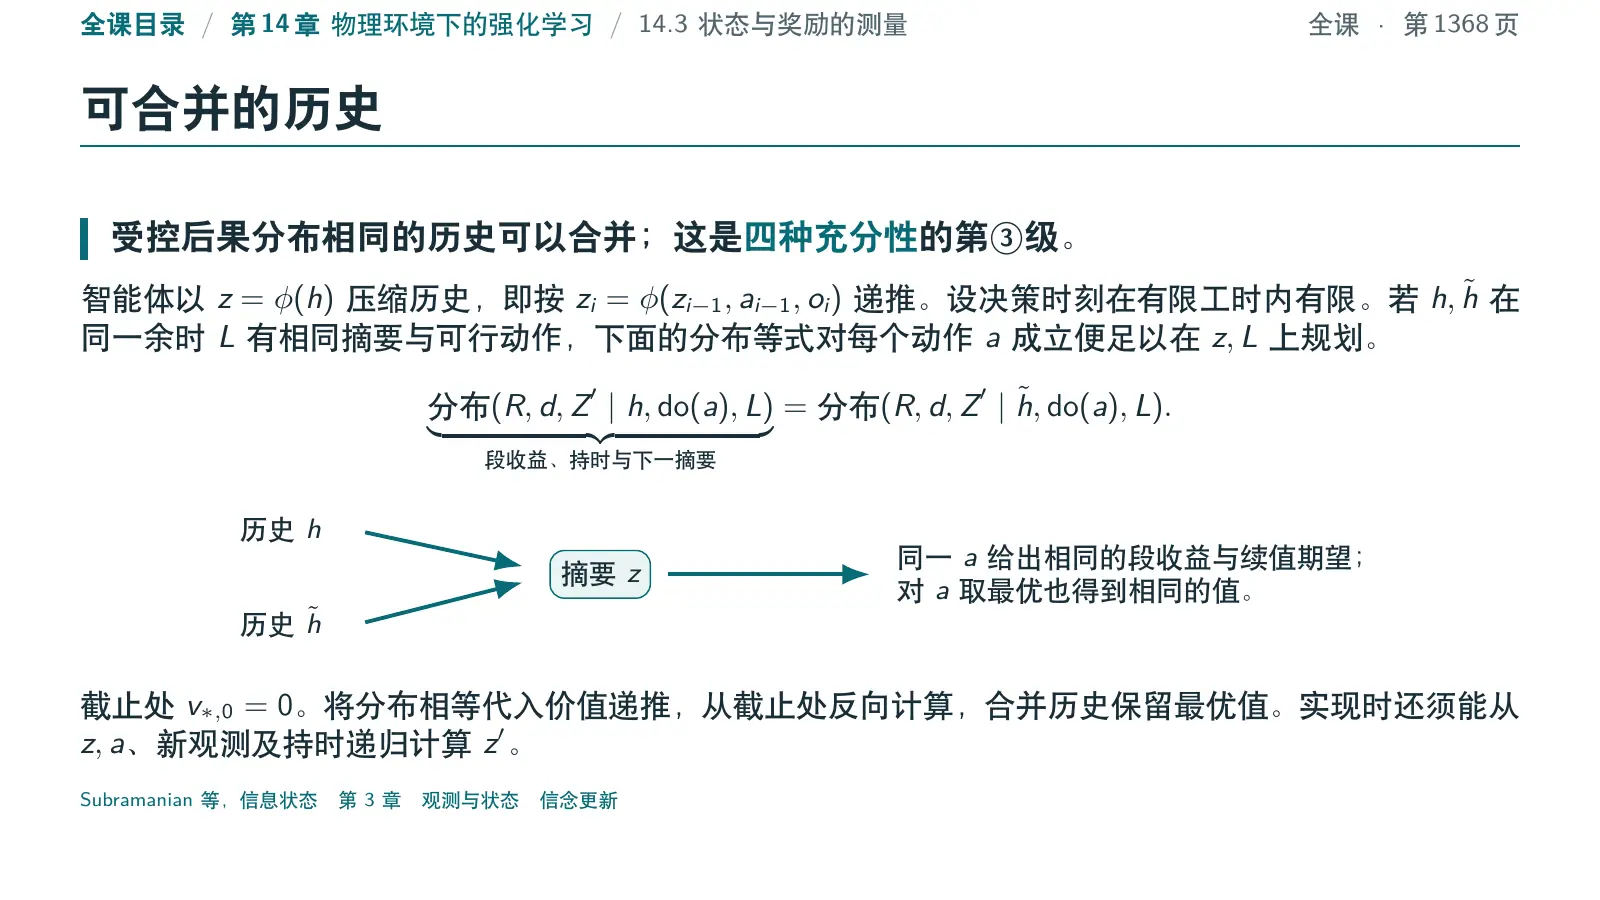 全课目录 / 第14章 物理环境下的强化学习 / 14.3 状态与奖励的测量
全课 · 第1368页
可合并的历史
受控后果分布相同的历史可以合并；这是四种充分性的第③级。
智能体以 z = ϕ(h) 压缩历史，即按 zᵢ = ϕ(zᵢ₋₁, aᵢ₋₁, oᵢ) 递推。设决策时刻在有限工时内有限。若 h, h̃ 在
同一余时 L 有相同摘要与可行动作，下面的分布等式对每个动作 a 成立便足以在 z, L 上规划。
分布(R, d, Z′ | h, do(a), L) = 分布(R, d, Z′ | h̃, do(a), L).
段收益、持时与下一摘要
历史 h
历史 h̃
摘要 z
同一 a 给出相同的段收益与续值期望；
对 a 取最优也得到相同的值。
截止处 v∗,₀ = 0。将分布相等代入价值递推，从截止处反向计算，合并历史保留最优值。实现时还须能从
z, a、新观测及持时递归计算 z′。
Subramanian 等，信息状态 第 3 章 观测与状态 信念更新